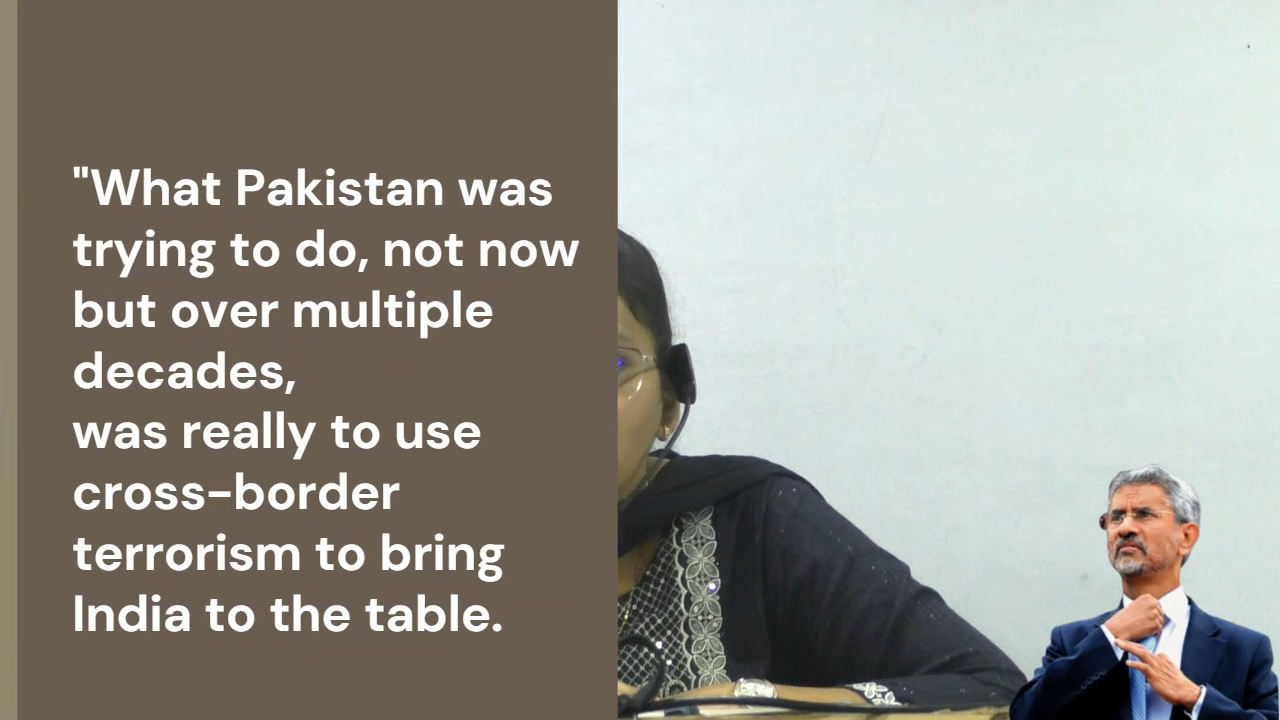 "What Pakistan was
trying to do, not now
but over multiple
decades,
was really to use
cross-border
terrorism to bring
India to the table.